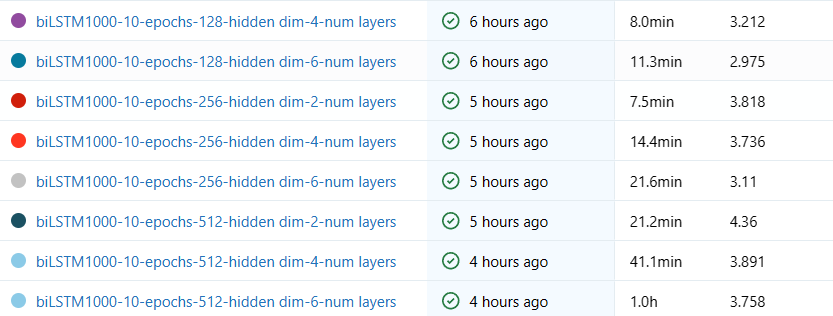 biLSTM1000-10-epochs-128-hidden dim-4-num layers 6 hours ago 8.0min 3.212
biLSTM1000-10-epochs-128-hidden dim-6-num layers 6 hours ago 11.3min 2.975
biLSTM1000-10-epochs-256-hidden dim-2-num layers 5 hours ago 7.5min 3.818
biLSTM1000-10-epochs-256-hidden dim-4-num layers 5 hours ago 14.4min 3.736
biLSTM1000-10-epochs-256-hidden dim-6-num layers 5 hours ago 21.6min 3.11
biLSTM1000-10-epochs-512-hidden dim-2-num layers 5 hours ago 21.2min 4.36
biLSTM1000-10-epochs-512-hidden dim-4-num layers 4 hours ago 41.1min 3.891
biLSTM1000-10-epochs-512-hidden dim-6-num layers 4 hours ago 1.0h 3.758